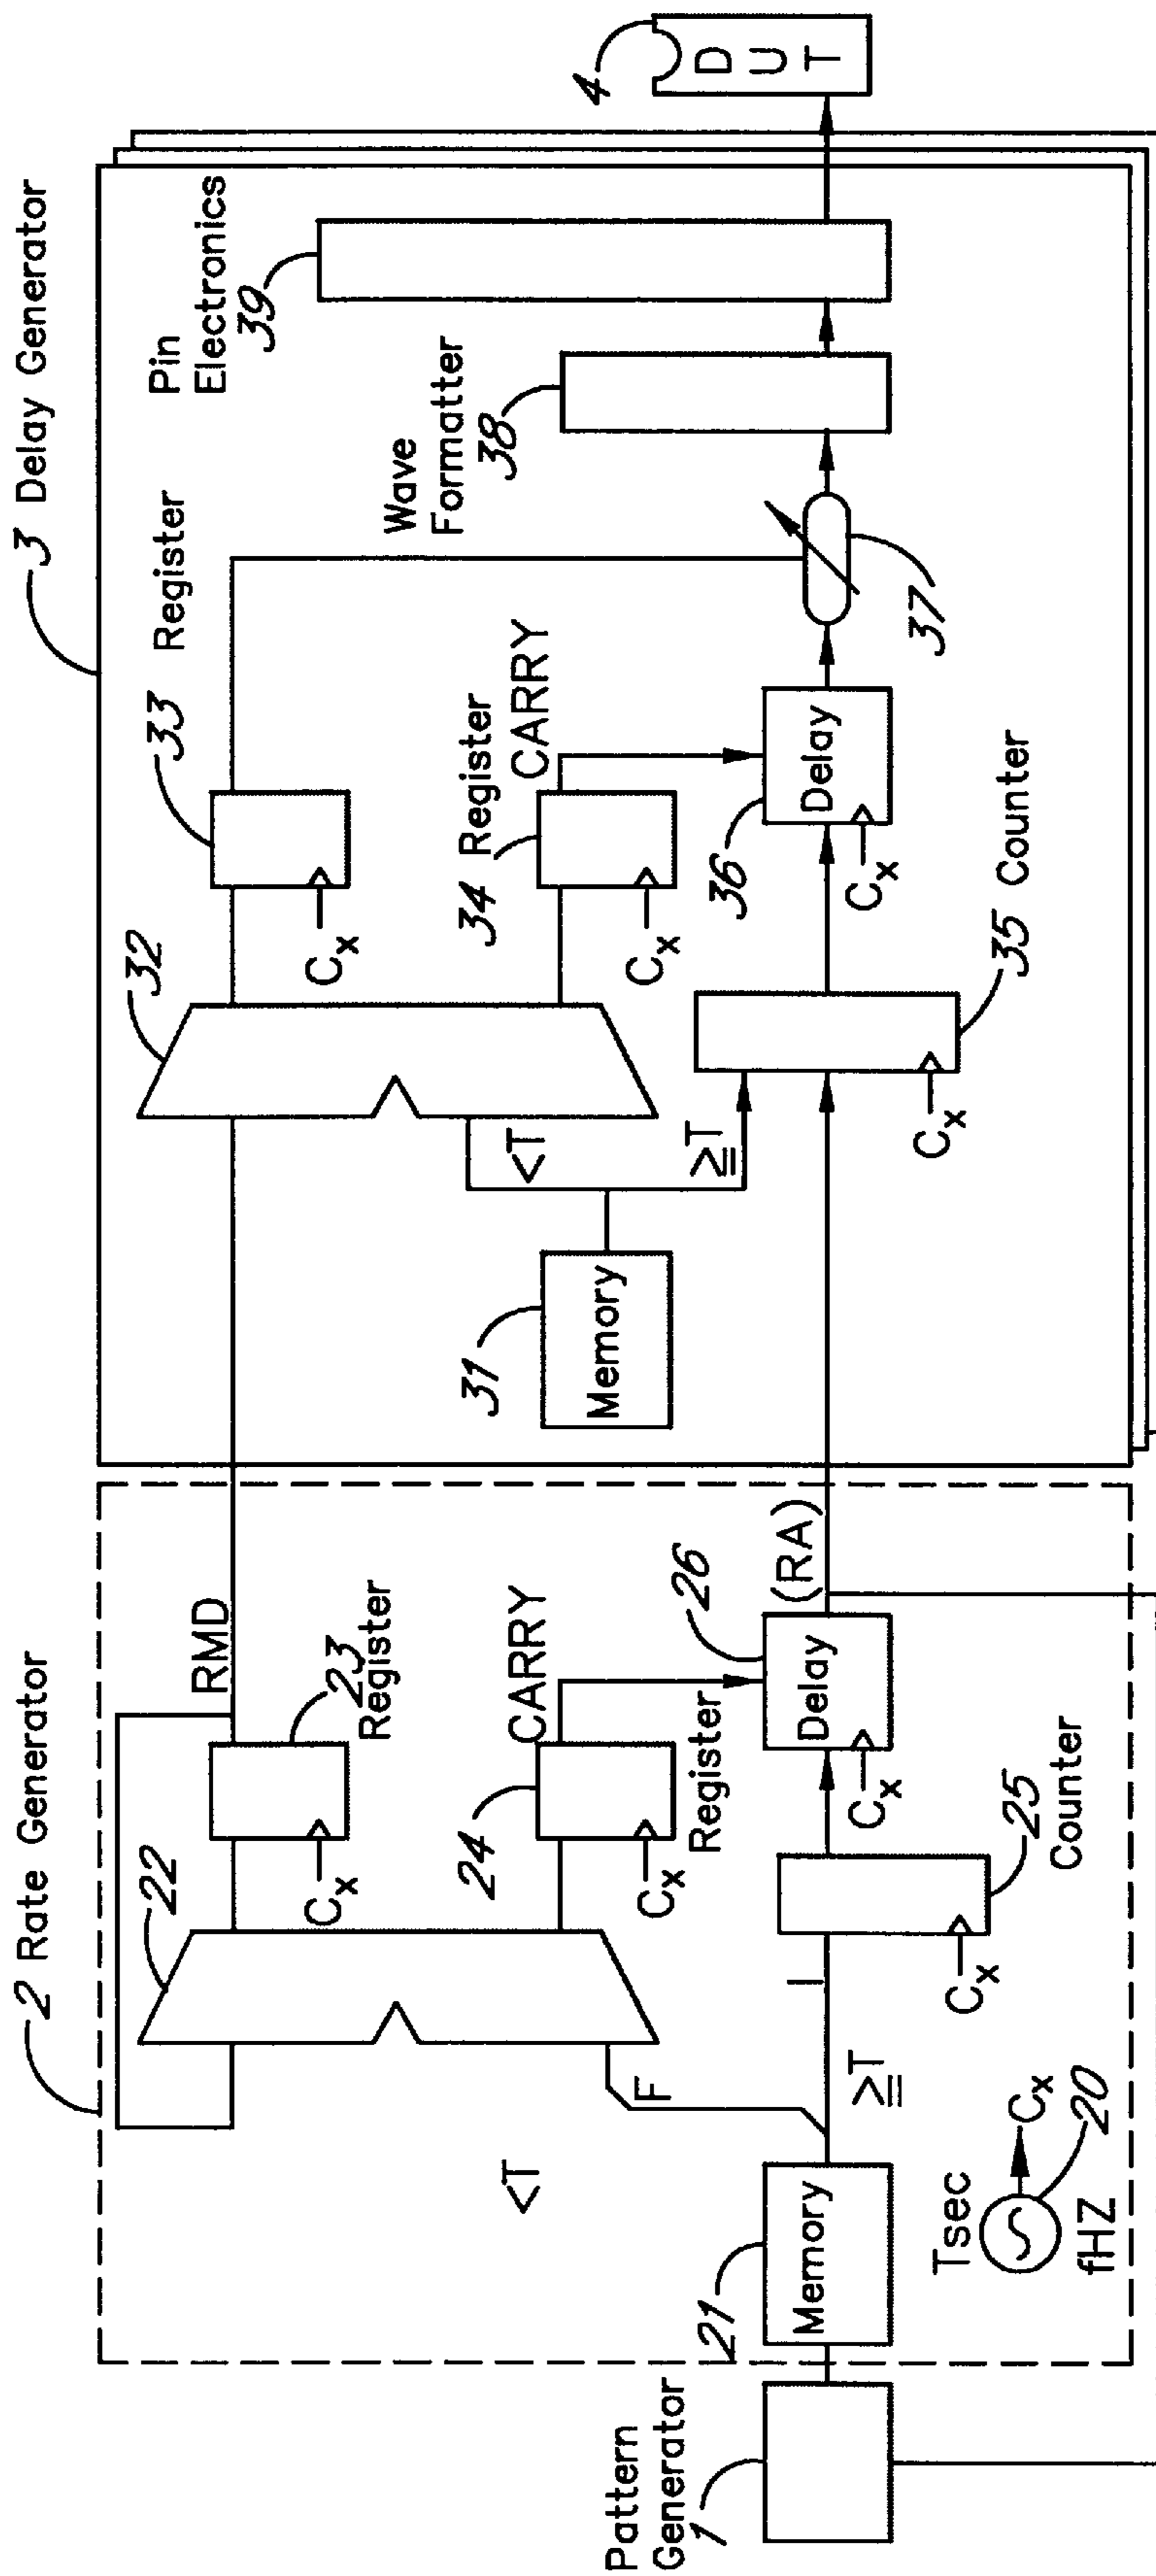 2 Rate Generator
3 Delay Generator
22
RMD
23
Register
Cx
<T
F
24
CARRY
Register
Cx
Pattern
Generator
1
21
Memory
I
≧T
25
Counter
Cx
26
Delay
Cx
(RA)
Tsec
fHZ
Cx
20
31
Memory
<T
≧T
32
33
Register
Cx
34 Register
CARRY
Cx
35 Counter
Cx
36
Delay
Cx
37
Wave
Formatter
38
Pin
Electronics
39
4
DUT